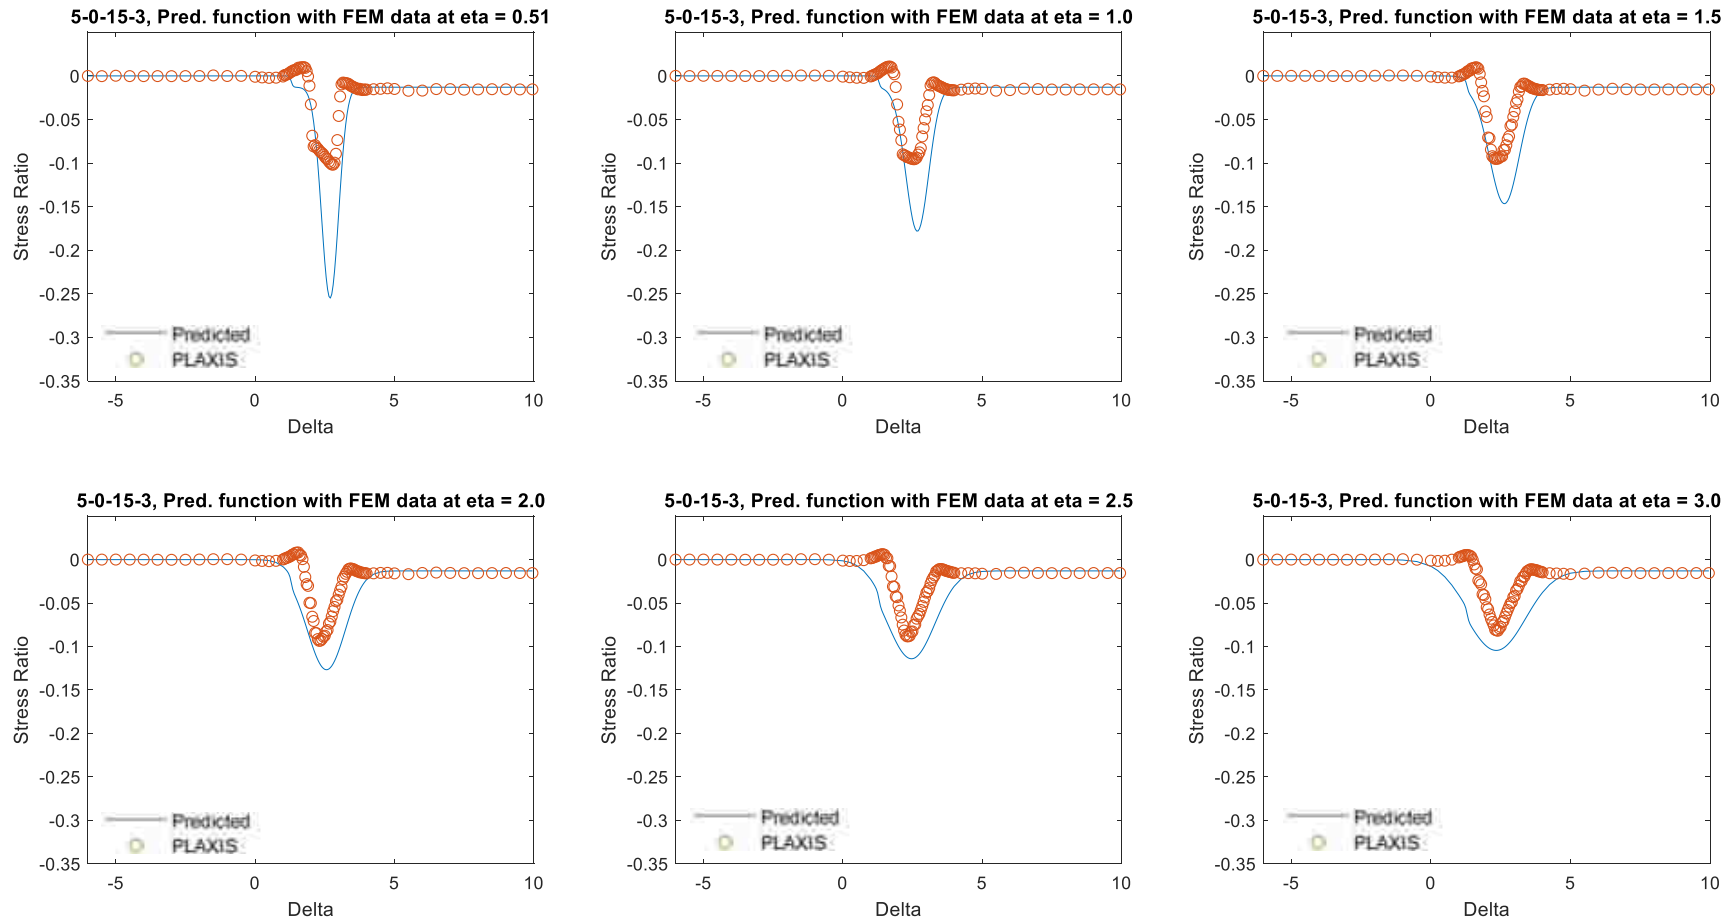 5-0-15-3, Pred. function with FEM data at eta = 0.51
0
-0.05
-0.1
-0.15
-0.2
-0.25
-0.3
-0.35
Stress Ratio
Predicted
PLAXIS
-5 0 5 10
Delta
5-0-15-3, Pred. function with FEM data at eta = 1.0
0
-0.05
-0.1
-0.15
-0.2
-0.25
-0.3
-0.35
Stress Ratio
Predicted
PLAXIS
-5 0 5 10
Delta
5-0-15-3, Pred. function with FEM data at eta = 1.5
0
-0.05
-0.1
-0.15
-0.2
-0.25
-0.3
-0.35
Stress Ratio
Predicted
PLAXIS
-5 0 5 10
Delta
5-0-15-3, Pred. function with FEM data at eta = 2.0
0
-0.05
-0.1
-0.15
-0.2
-0.25
-0.3
-0.35
Stress Ratio
Predicted
PLAXIS
-5 0 5 10
Delta
5-0-15-3, Pred. function with FEM data at eta = 2.5
0
-0.05
-0.1
-0.15
-0.2
-0.25
-0.3
-0.35
Stress Ratio
Predicted
PLAXIS
-5 0 5 10
Delta
5-0-15-3, Pred. function with FEM data at eta = 3.0
0
-0.05
-0.1
-0.15
-0.2
-0.25
-0.3
-0.35
Stress Ratio
Predicted
PLAXIS
-5 0 5 10
Delta